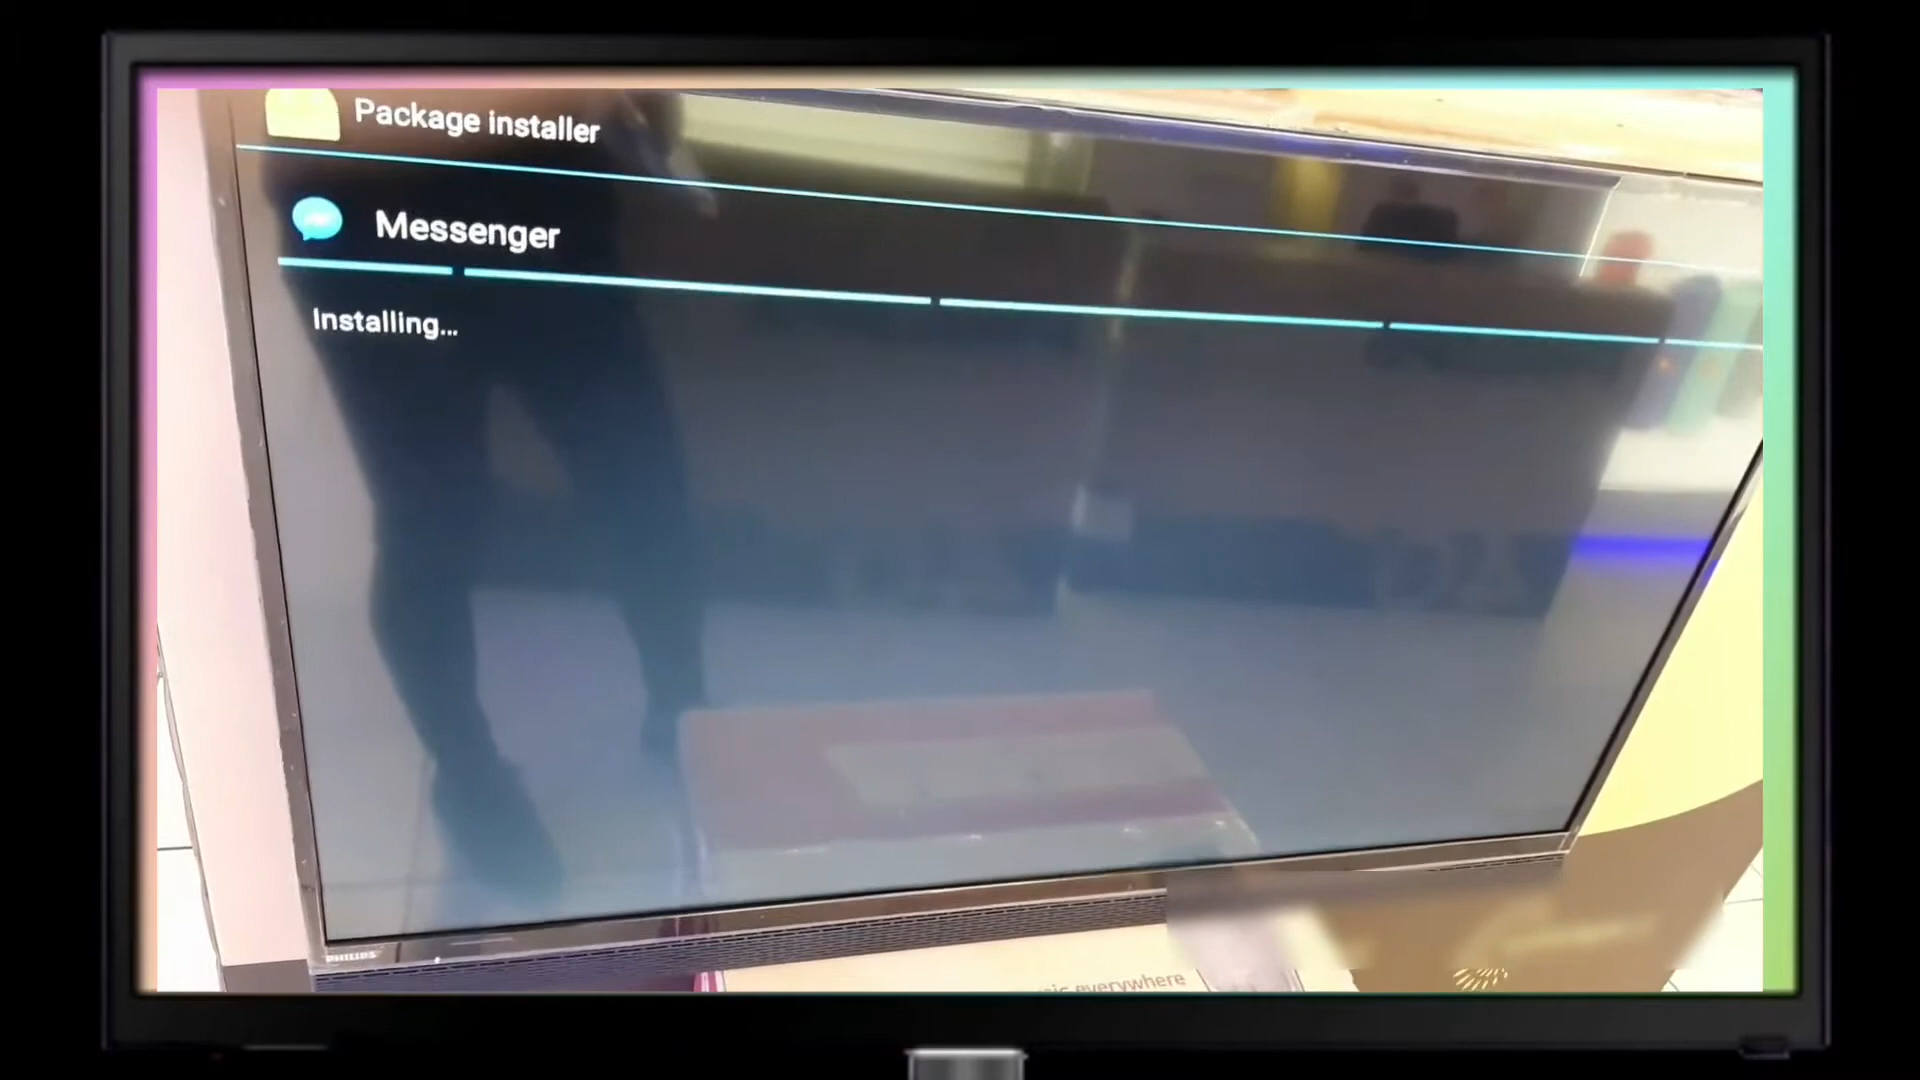 Package installer
Messenger
Installing...
PHILIPS
everywhere